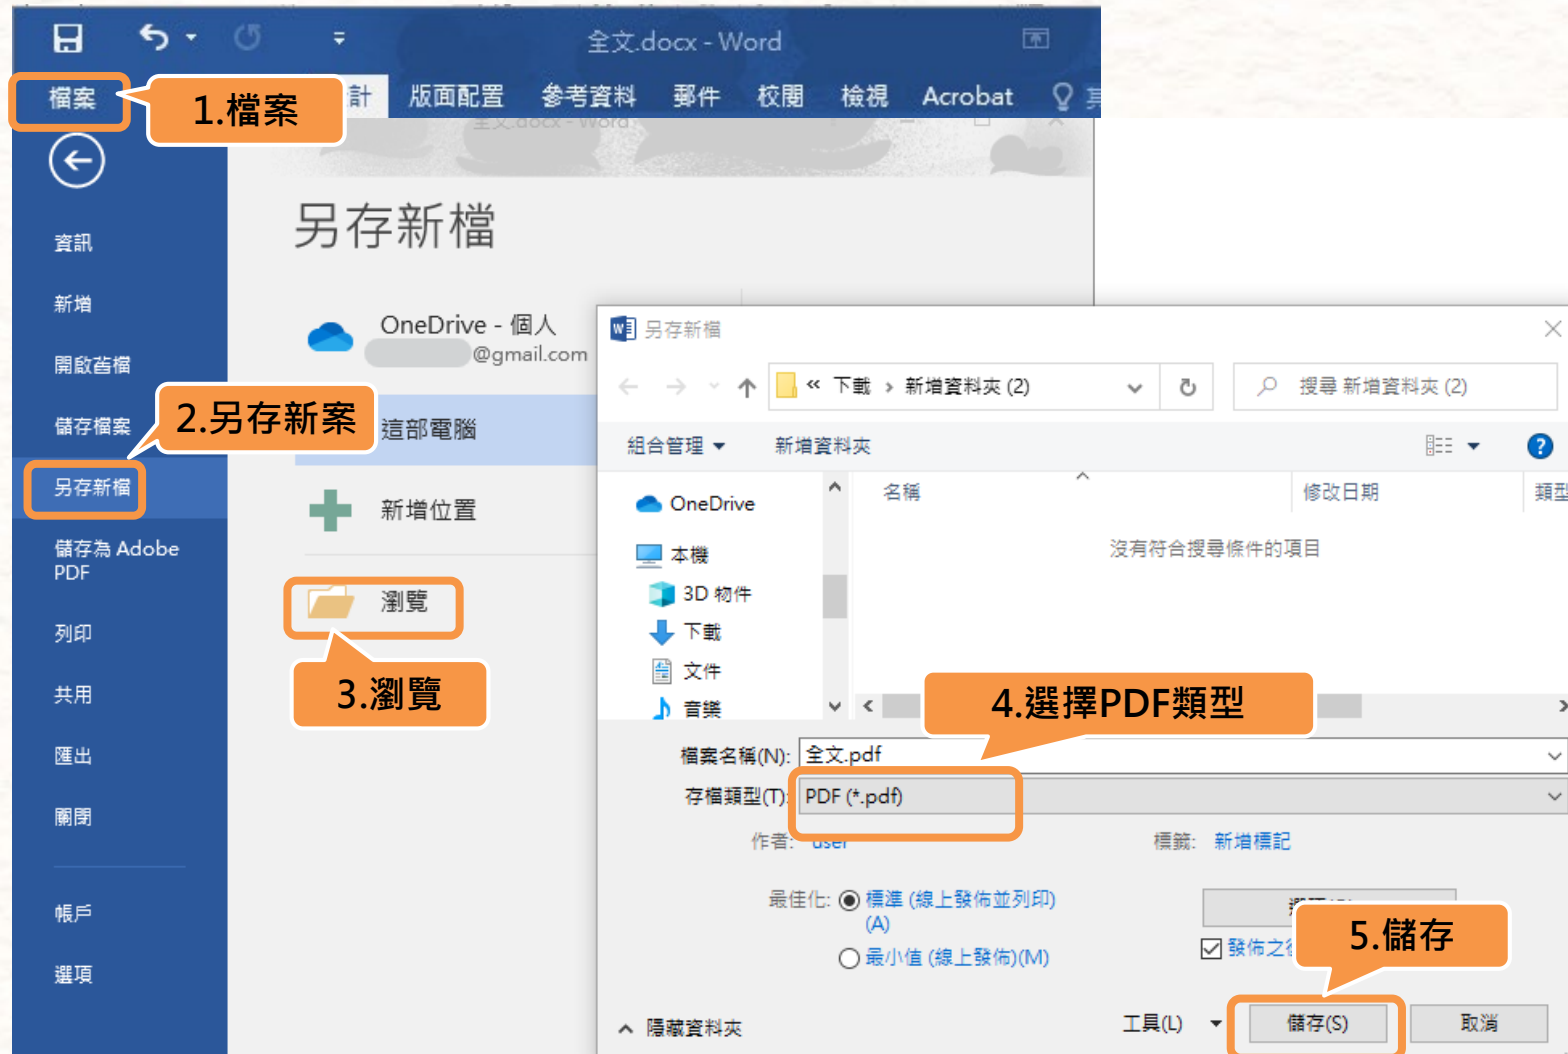 全文.docx - Word
檔案
1.檔案
計
版面配置
參考資料
郵件
校閱
檢視
Acrobat
全文.docx - Word
另存新檔
資訊
新增
開啟舊檔
儲存檔案
2.另存新案
另存新檔
儲存為 Adobe
PDF
列印
共用
匯出
關閉
帳戶
選項
OneDrive - 個人
@gmail.com
這部電腦
新增位置
瀏覽
3.瀏覽
另存新檔
« 下載 › 新增資料夾 (2)
搜尋 新增資料夾 (2)
組合管理
新增資料夾
OneDrive
本機
3D 物件
下載
文件
音樂
名稱
修改日期
類型
沒有符合搜尋條件的項目
4.選擇PDF類型
檔案名稱(N): 全文.pdf
存檔類型(T): PDF (*.pdf)
作者: user
標籤: 新增標記
最佳化: 標準 (線上發佈並列印)
(A)
最小值 (線上發佈)(M)
發佈之
5.儲存
隱藏資料夾
工具(L)
儲存(S)
取消